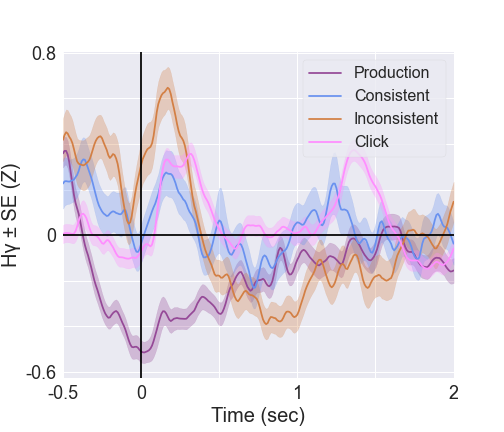 0.8
Production
Consistent
Inconsistent
Click
Hγ ± SE (Z)
0
-0.6
-0.5
0
1
2
Time (sec)